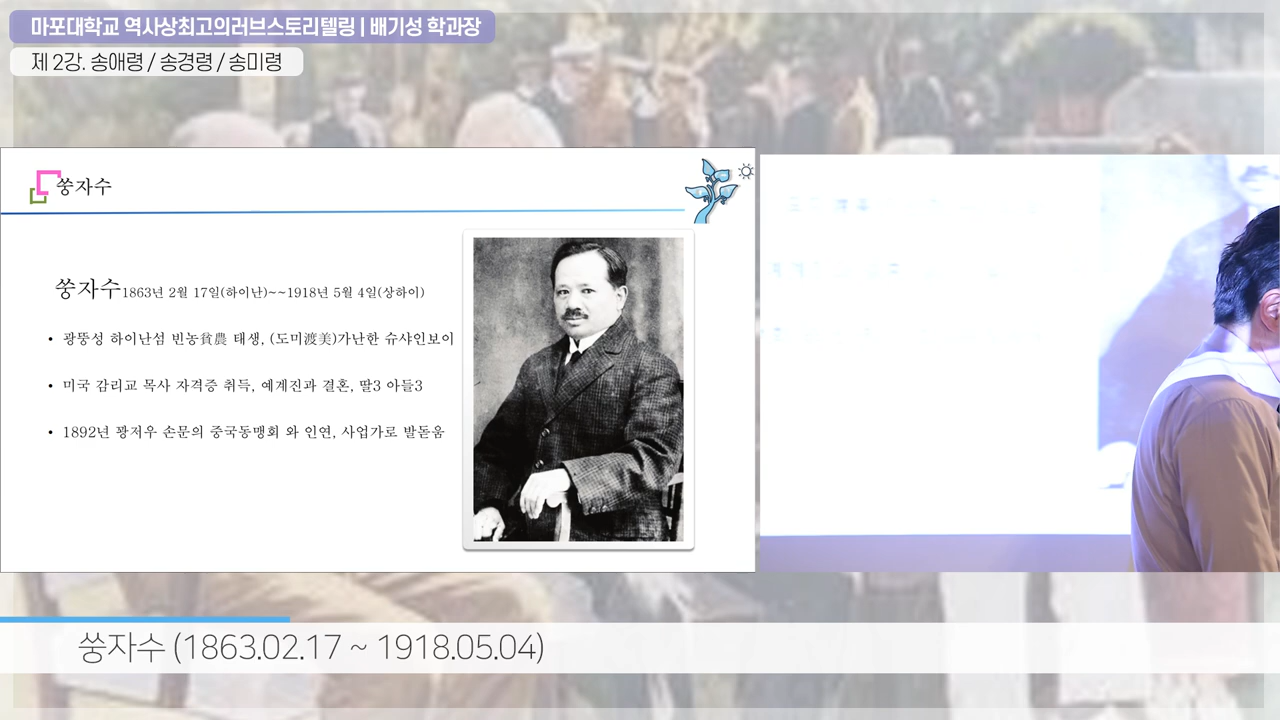 마포대학교 역사상최고의러브스토리텔링 | 배기성 학과장
제 2강. 송애령 / 송경령 / 송미령
쑹자수
쑹자수1863년 2월 17일(하이난)~~1918년 5월 4일(상하이)
• 광뚱성 하이난섬 빈농貧農 태생, (도미渡美)가난한 슈샤인보이
• 미국 감리교 목사 자격증 취득, 예계진과 결혼, 딸3 아들3
• 1892년 꽝저우 손문의 중국동맹회 와 인연, 사업가로 발돋움
쑹자수 (1863.02.17 ~ 1918.05.04)